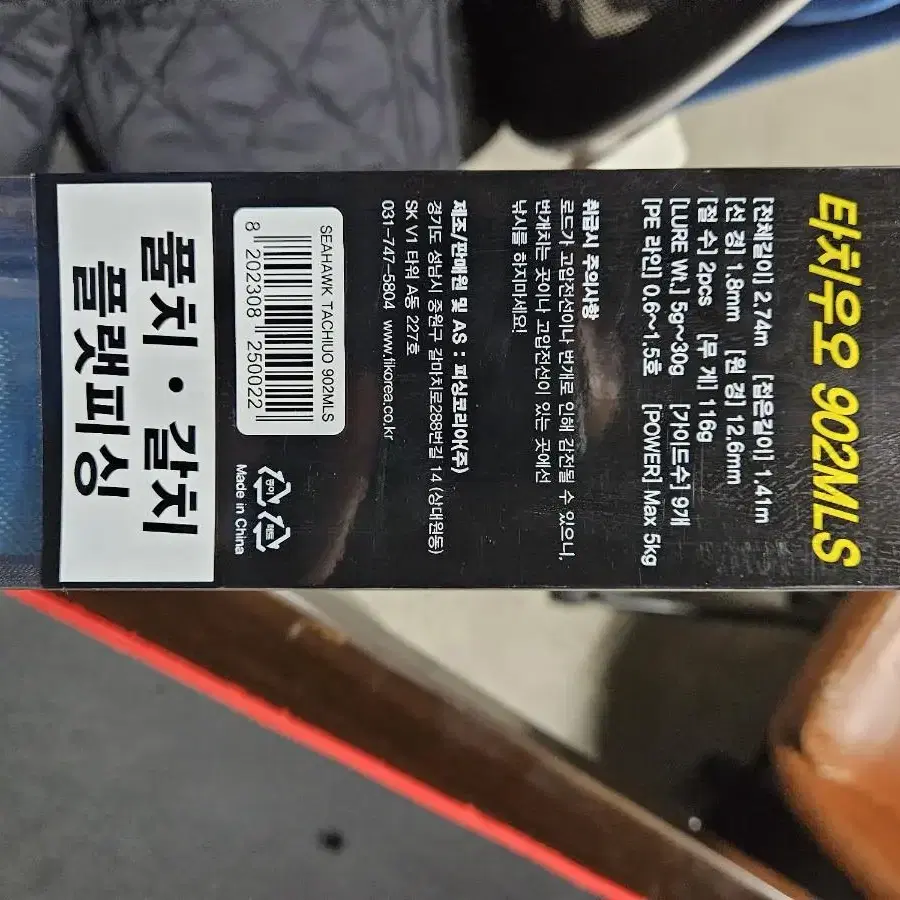 타치우오 902MLS
[전체길이] 2.74m [접은길이] 1.41m
[선 경] 1.8mm [원 경] 12.6mm
[절 수] 2pcs [무 게] 116g
[LURE Wt.] 5g~30g [가이드수] 9개
[PE 라인] 0.6~1.5호 [POWER] Max 5kg
취급시 주의사항
로드가 고압전선이나 번개로 인해 감전될 수 있으니,
번개치는 곳이나 고압전선이 있는 곳에서
낚시를 하지마세요!
제조/판매원 및 AS : 피싱코리아(주)
경기도 성남시 중원구 갈마치로288번길 14 (상대원동)
SK V1 타워 A동 227호
031-747-5804 www.fikorea.co.kr
SEAHAWK TACHIUO 902MLS
8 202308 250022
종이
파트
Made in China
풀치·갈치
플랫피싱